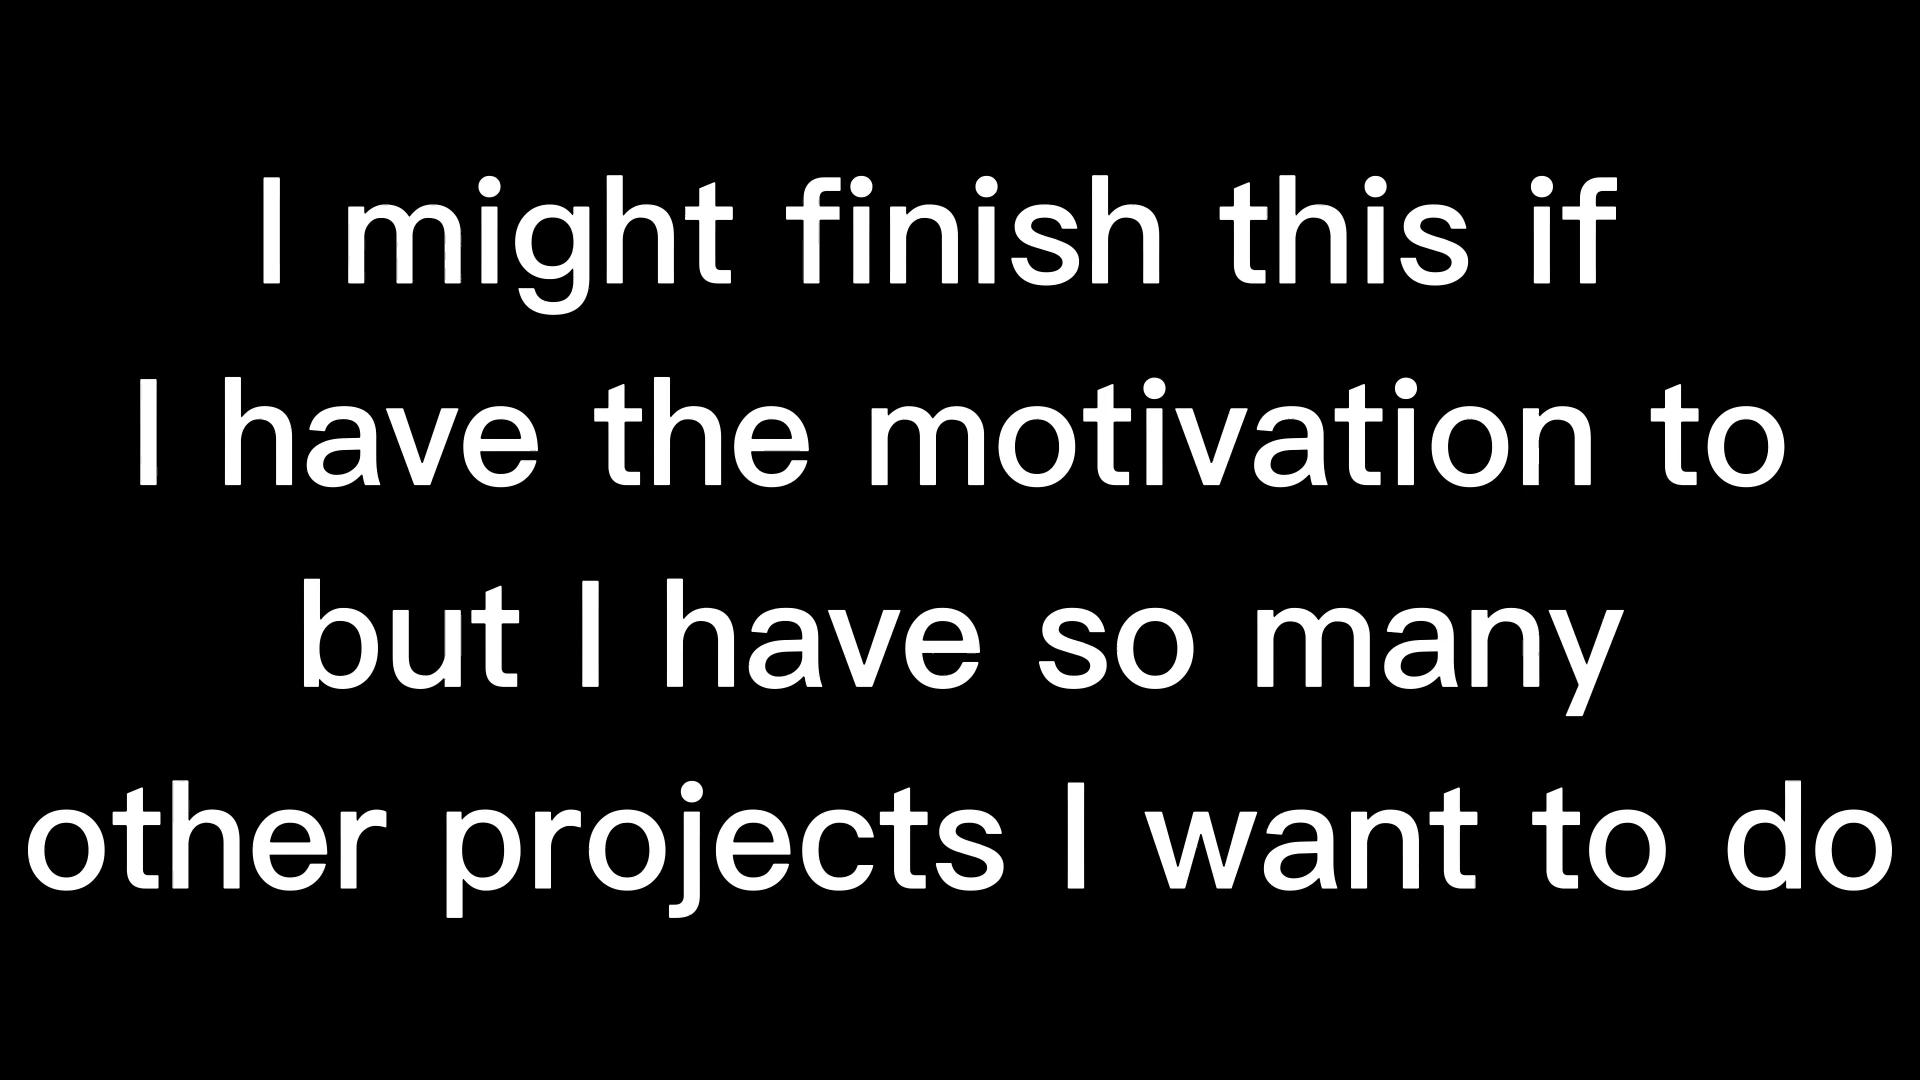 I might finish this if
I have the motivation to
but I have so many
other projects I want to do